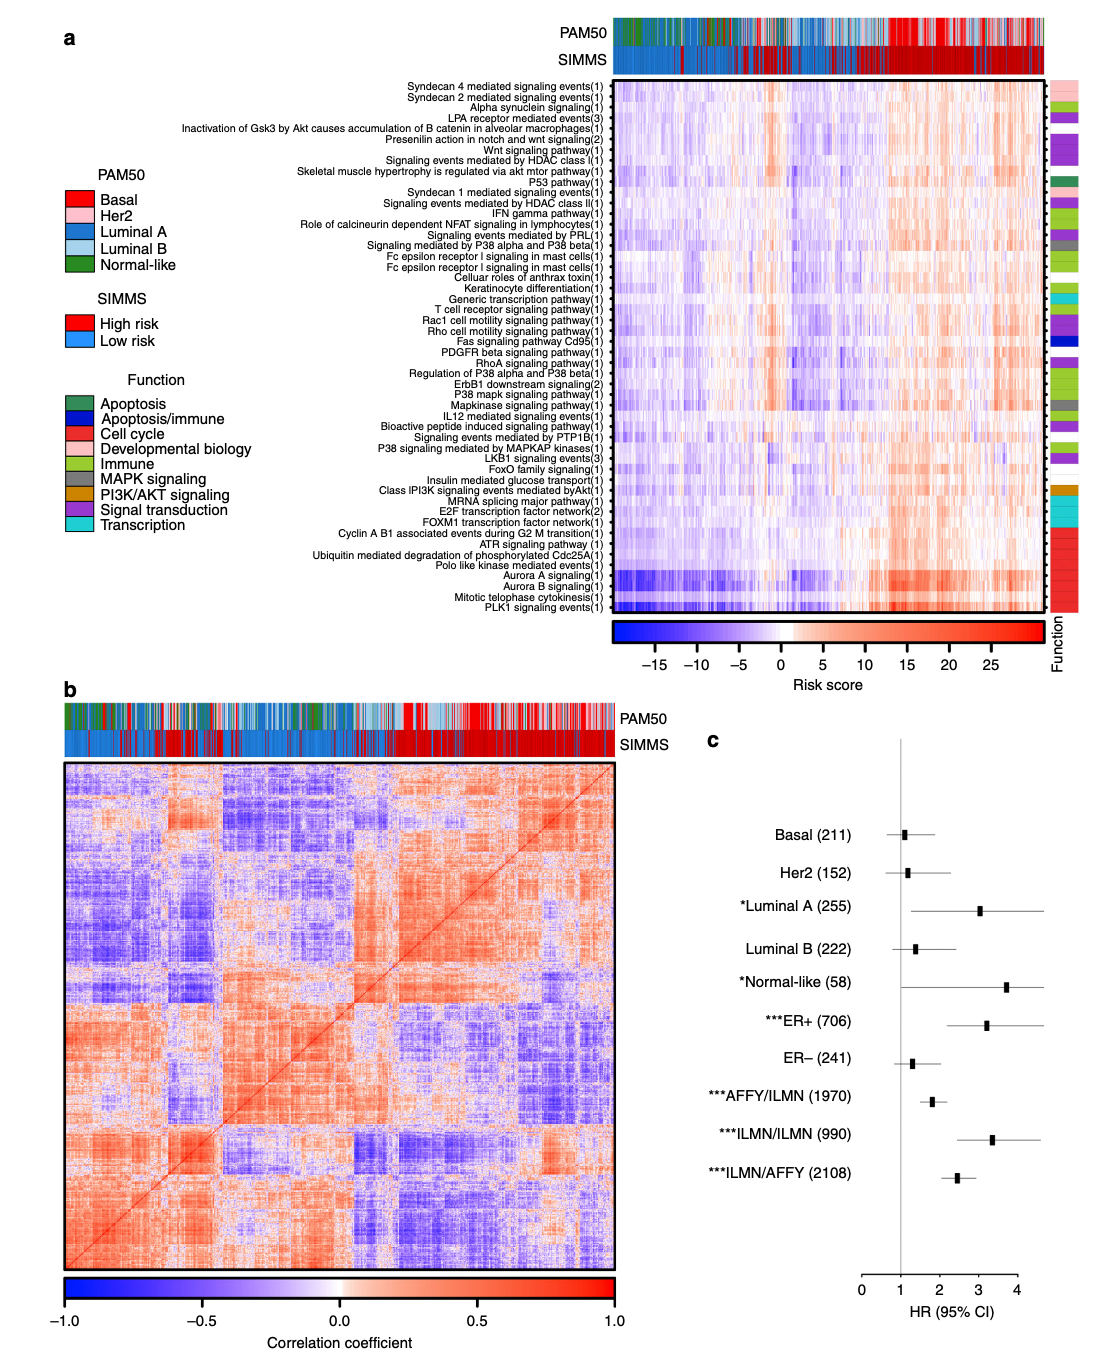 a
PAM50
SIMMS
Syndecan 4 mediated signaling events(1)
Syndecan 2 mediated signaling events(1)
Alpha synuclein signaling(1)
LPA receptor mediated events(3)
Inactivation of Gsk3 by Akt causes accumulation of B catenin in alveolar macrophages(1)
Presenilin action in notch and wnt signaling(2)
Wnt signaling pathway(1)
Signaling events mediated by HDAC class I(1)
Skeletal muscle hypertrophy is regulated via akt mtor pathway(1)
P53 pathway(1)
Syndecan 1 mediated signaling events(1)
Signaling events mediated by HDAC class II(1)
IFN gamma pathway(1)
Role of calcineurin dependent NFAT signaling in lymphocytes(1)
Signaling events mediated by PRL(1)
Signaling mediated by P38 alpha and P38 beta(1)
Fc epsilon receptor I signaling in mast cells(1)
Fc epsilon receptor I signaling in mast cells(1)
Celluar roles of anthrax toxin(1)
Keratinocyte differentiation(1)
Generic transcription pathway(1)
T cell receptor signaling pathway(1)
Rac1 cell motility signaling pathway(1)
Rho cell motility signaling pathway(1)
Fas signaling pathway Cd95(1)
PDGFR beta signaling pathway(1)
RhoA signaling pathway(1)
Regulation of P38 alpha and P38 beta(1)
ErbB1 downstream signaling(2)
P38 mapk signaling pathway(1)
Mapkinase signaling pathway(1)
IL12 mediated signaling events(1)
Bioactive peptide induced signaling pathway(1)
Signaling events mediated by PTP1B(1)
P38 signaling mediated by MAPKAP kinases(1)
LKB1 signaling events(3)
FoxO family signaling(1)
Insulin mediated glucose transport(1)
Class IPI3K signaling events mediated byAkt(1)
MRNA splicing major pathway(1)
E2F transcription factor network(2)
FOXM1 transcription factor network(1)
Cyclin A B1 associated events during G2 M transition(1)
ATR signaling pathway (1)
Ubiquitin mediated degradation of phosphorylated Cdc25A(1)
Polo like kinase mediated events(1)
Aurora A signaling(1)
Aurora B signaling(1)
Mitotic telophase cytokinesis(1)
PLK1 signaling events(1)
PAM50
Basal
Her2
Luminal A
Luminal B
Normal-like
SIMMS
High risk
Low risk
Function
Apoptosis
Apoptosis/immune
Cell cycle
Developmental biology
Immune
MAPK signaling
PI3K/AKT signaling
Signal transduction
Transcription
Function
−15 −10 −5 0 5 10 15 20 25
Risk score
b
PAM50
SIMMS
−1.0 −0.5 0.0 0.5 1.0
Correlation coefficient
c
Basal (211)
Her2 (152)
*Luminal A (255)
Luminal B (222)
*Normal-like (58)
***ER+ (706)
ER− (241)
***AFFY/ILMN (1970)
***ILMN/ILMN (990)
***ILMN/AFFY (2108)
0 1 2 3 4
HR (95% CI)